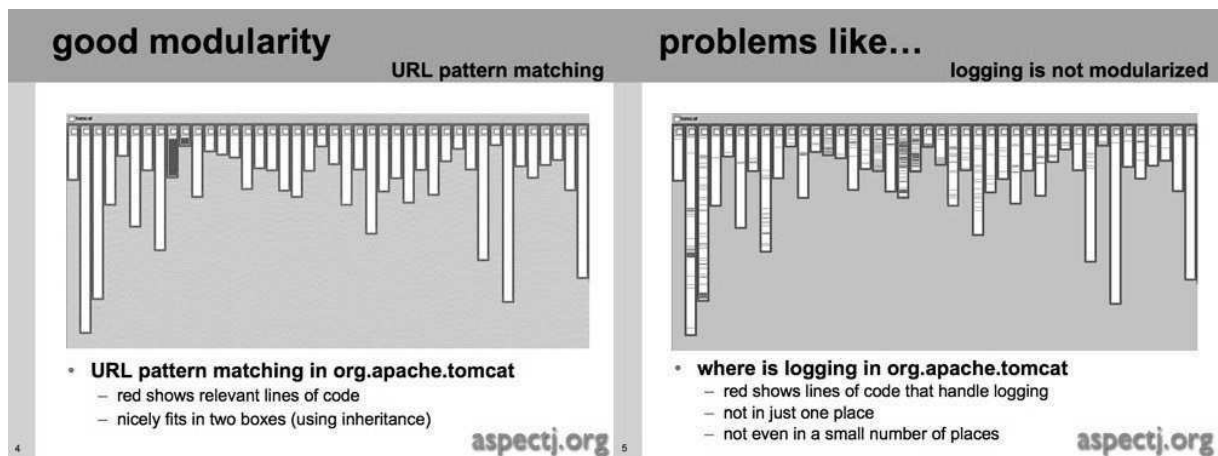 good modularity
URL pattern matching
tomcat
• URL pattern matching in org.apache.tomcat
– red shows relevant lines of code
– nicely fits in two boxes (using inheritance)
4
aspectj.org
problems like…
logging is not modularized
tomcat
• where is logging in org.apache.tomcat
– red shows lines of code that handle logging
– not in just one place
– not even in a small number of places
5
aspectj.org